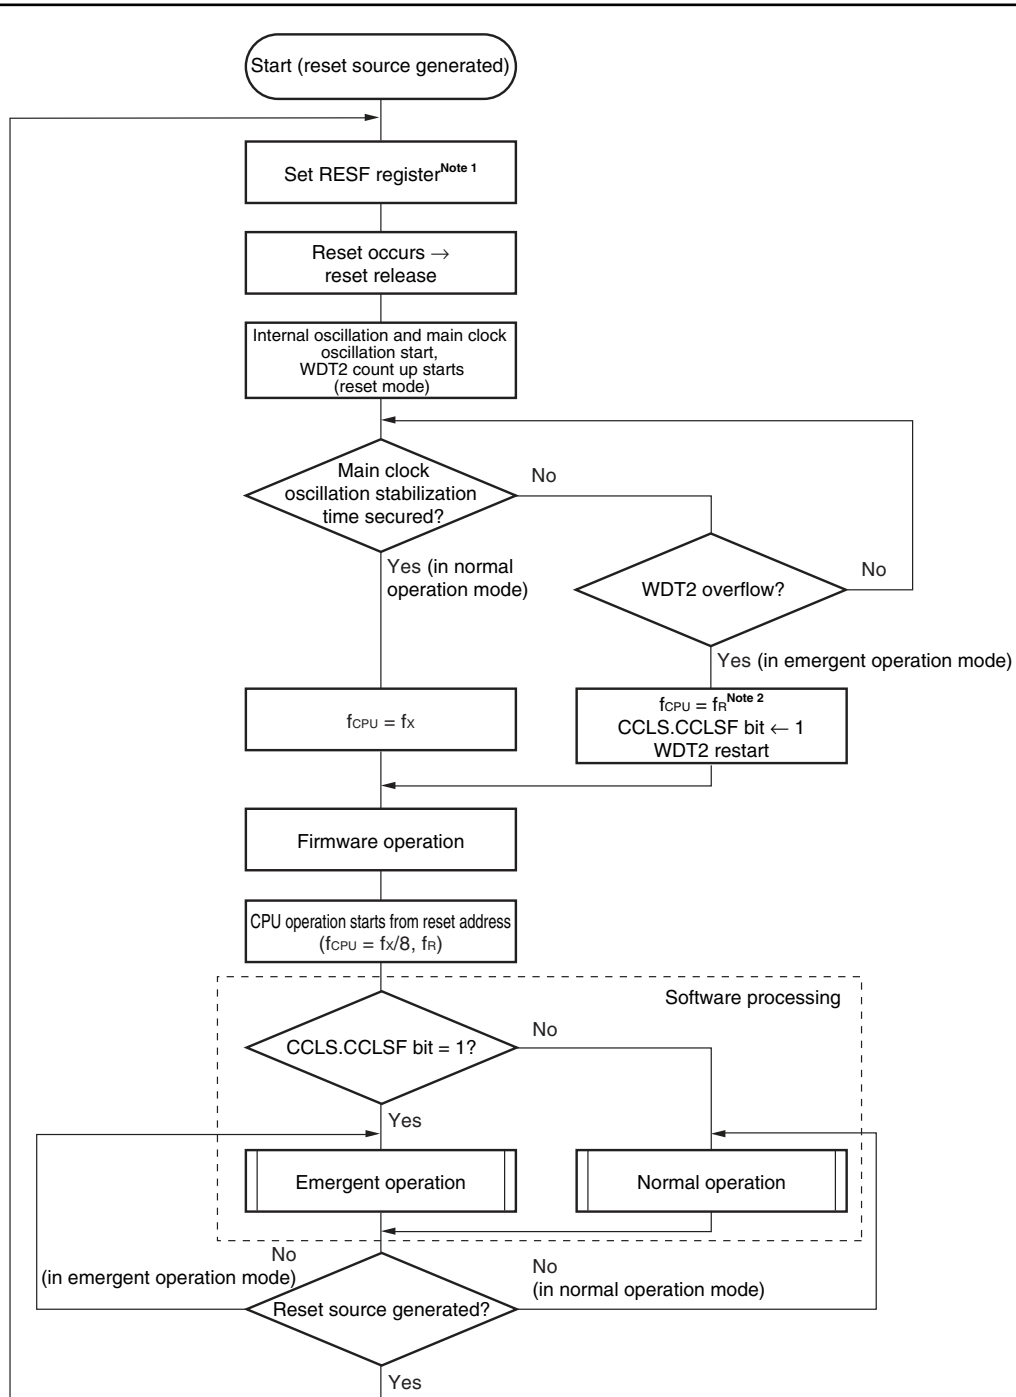 Start (reset source generated)
Set RESF register Note 1
Reset occurs →
reset release
Internal oscillation and main clock
oscillation start,
WDT2 count up starts
(reset mode)
Main clock
oscillation stabilization
time secured?
No
Yes (in normal
operation mode)
WDT2 overflow?
No
Yes (in emergent operation mode)
fCPU = fX
fCPU = fR Note 2
CCLS.CCLSF bit ← 1
WDT2 restart
Firmware operation
CPU operation starts from reset address
(fCPU = fX/8, fR)
Software processing
CCLS.CCLSF bit = 1?
No
Yes
Emergent operation
Normal operation
No
(in emergent operation mode)
No
(in normal operation mode)
Reset source generated?
Yes